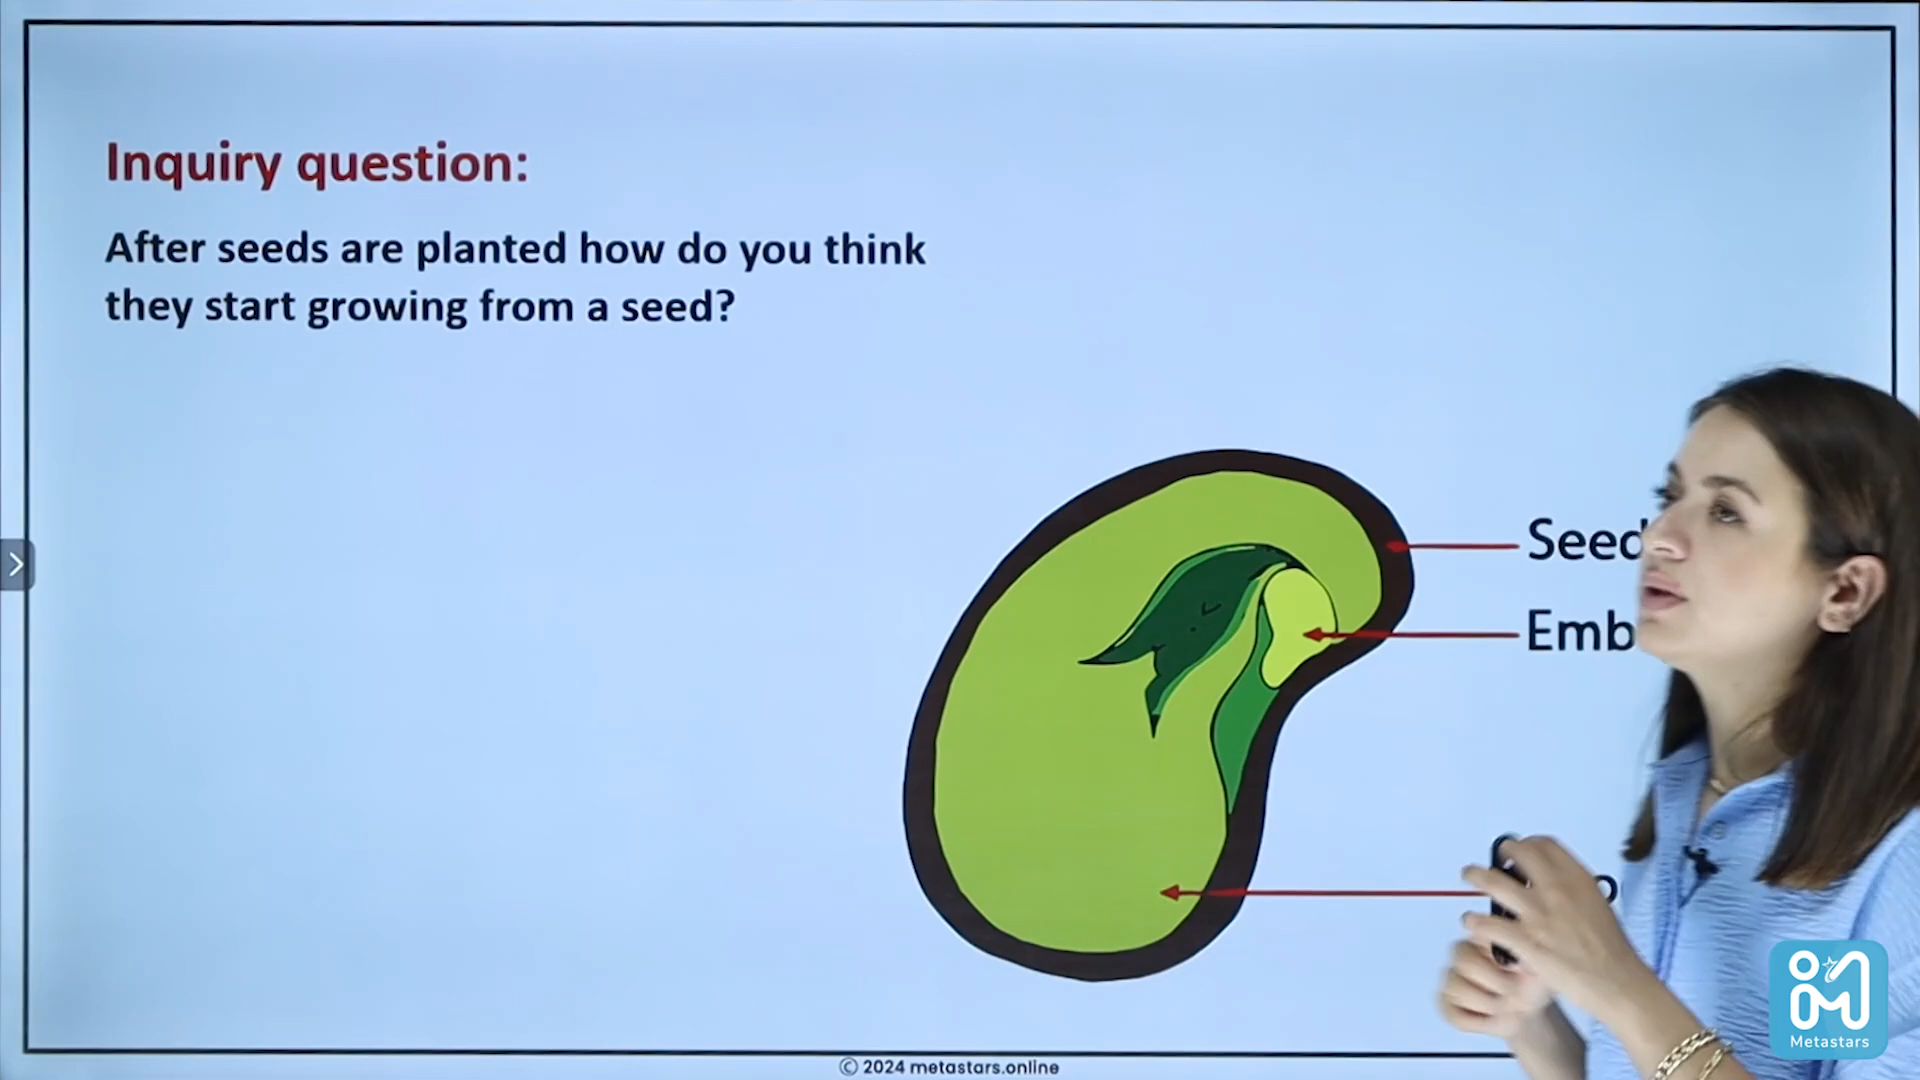 Inquiry question:
After seeds are planted how do you think
they start growing from a seed?
Seed
Emb
© 2024 metastars.online
Metastars